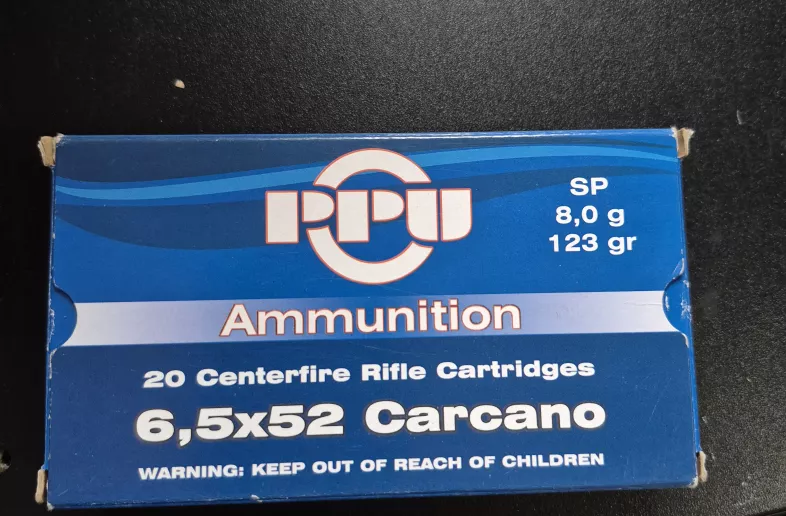 PPU
SP
8,0 g
123 gr
Ammunition
20 Centerfire Rifle Cartridges
6,5x52 Carcano
WARNING: KEEP OUT OF REACH OF CHILDREN